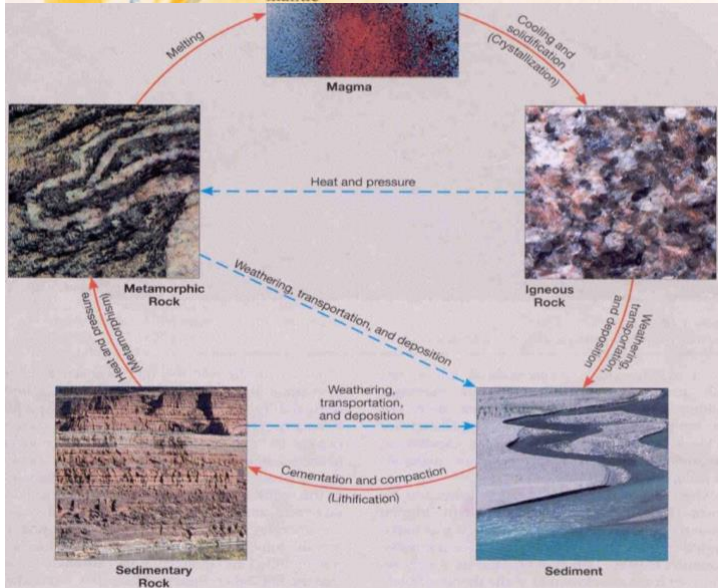 Melting
Magma
Cooling and
solidification
(Crystallization)
Heat and pressure
Metamorphic
Rock
Igneous
Rock
Weathering, transportation, and deposition
Weathering,
transportation,
and deposition
Heat and pressure
(Metamorphism)
Weathering,
transportation,
and deposition
Cementation and compaction
(Lithification)
Sedimentary
Rock
Sediment